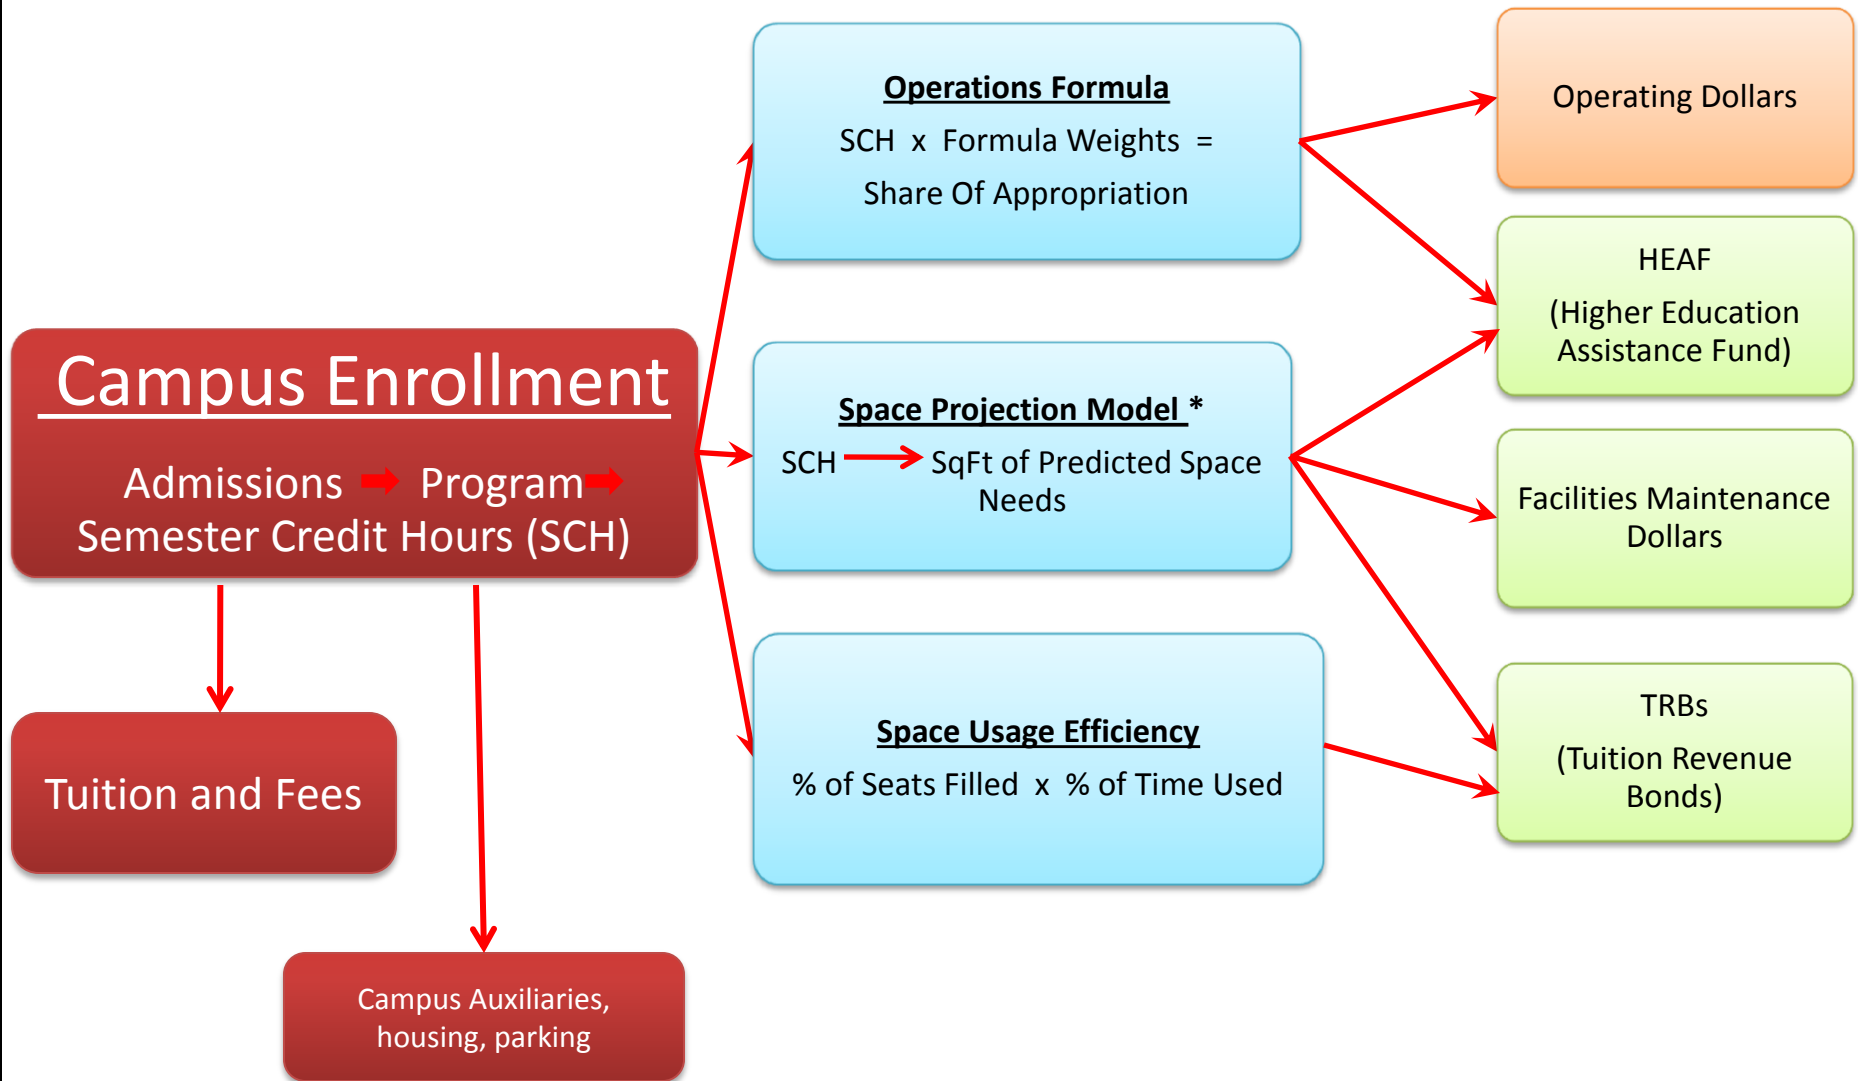 Campus Enrollment
Admissions Program
Semester Credit Hours (SCH)
Tuition and Fees
Campus Auxiliaries,
housing, parking
Operations Formula
SCH x Formula Weights =
Share Of Appropriation
Space Projection Model *
SCH SqFt of Predicted Space
Needs
Space Usage Efficiency
% of Seats Filled x % of Time Used
Operating Dollars
HEAF
(Higher Education
Assistance Fund)
Facilities Maintenance
Dollars
TRBs
(Tuition Revenue
Bonds)